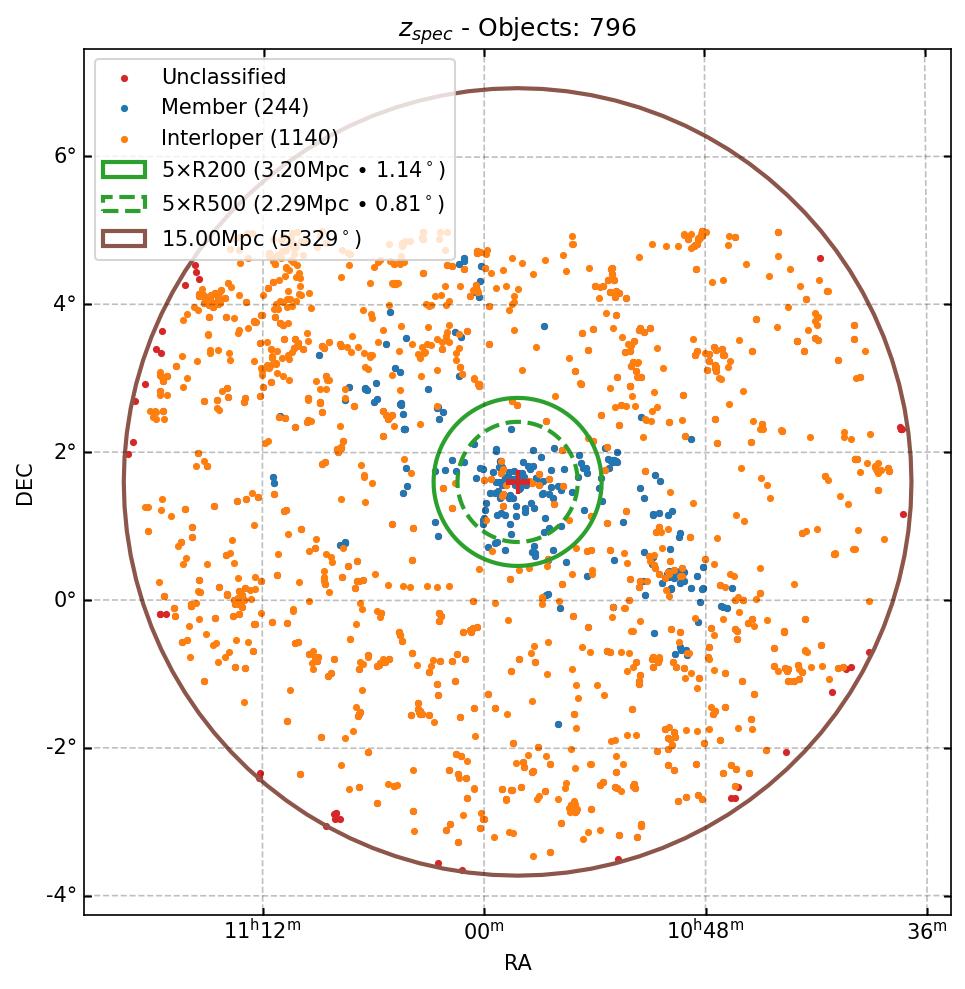 z_spec - Objects: 796
Unclassified
Member (244)
Interloper (1140)
5×R200 (3.20Mpc • 1.14°)
5×R500 (2.29Mpc • 0.81°)
15.00Mpc (5.329°)
6°
4°
2°
0°
-2°
-4°
DEC
11ʰ12ᵐ 00ᵐ 10ʰ48ᵐ 36ᵐ
RA